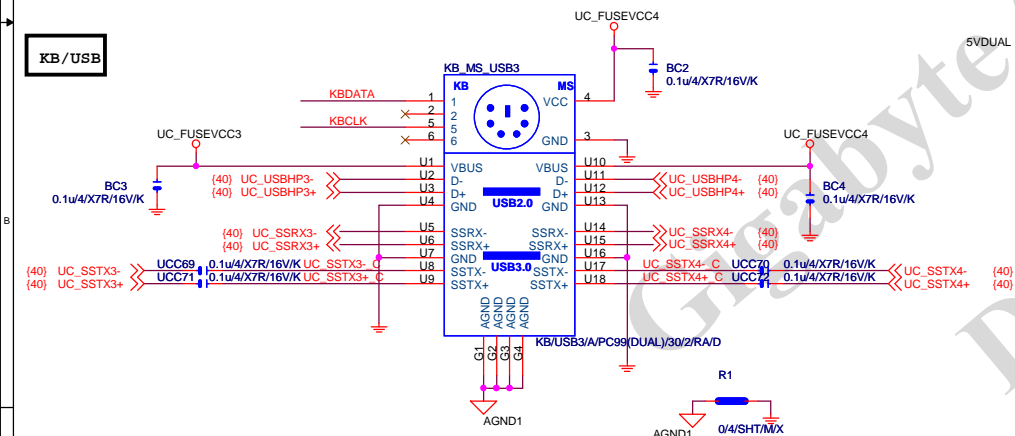 UC_FUSEVCC4
5VDUAL
KB/USB
BC2
0.1u/4/X7R/16V/K
KB_MS_USB3
KB MS
KBDATA 1 1 VCC 4
2 2
KBCLK 5 5
6 6 GND 3
UC_FUSEVCC3 UC_FUSEVCC4
U1 VBUS VBUS U10
{40} UC_USBHP3- U2 D- D- U11 UC_USBHP4- {40}
{40} UC_USBHP3+ U3 D+ D+ U12 UC_USBHP4+ {40}
BC3 BC4
0.1u/4/X7R/16V/K 0.1u/4/X7R/16V/K
U4 GND USB2.0 GND U13
{40} UC_SSRX3- U5 SSRX- SSRX- U14 UC_SSRX4- {40}
{40} UC_SSRX3+ U6 SSRX+ SSRX+ U15 UC_SSRX4+ {40}
U7 GND GND U16
{40} UC_SSTX3- UCC69 0.1u/4/X7R/16V/K UC_SSTX3-_C U8 SSTX- USB3.0 SSTX- U17 UC_SSTX4-_C UCC70 0.1u/4/X7R/16V/K UC_SSTX4- {40}
{40} UC_SSTX3+ UCC71 0.1u/4/X7R/16V/K UC_SSTX3+_C U9 SSTX+ SSTX+ U18 UC_SSTX4+_C UCC72 0.1u/4/X7R/16V/K UC_SSTX4+ {40}
AGND AGND AGND AGND
G1 G2 G3 G4
KB/USB3/A/PC99(DUAL)/30/2/RA/D
AGND1
R1
AGND1 0/4/SHT/M/X
B
Gigabyte